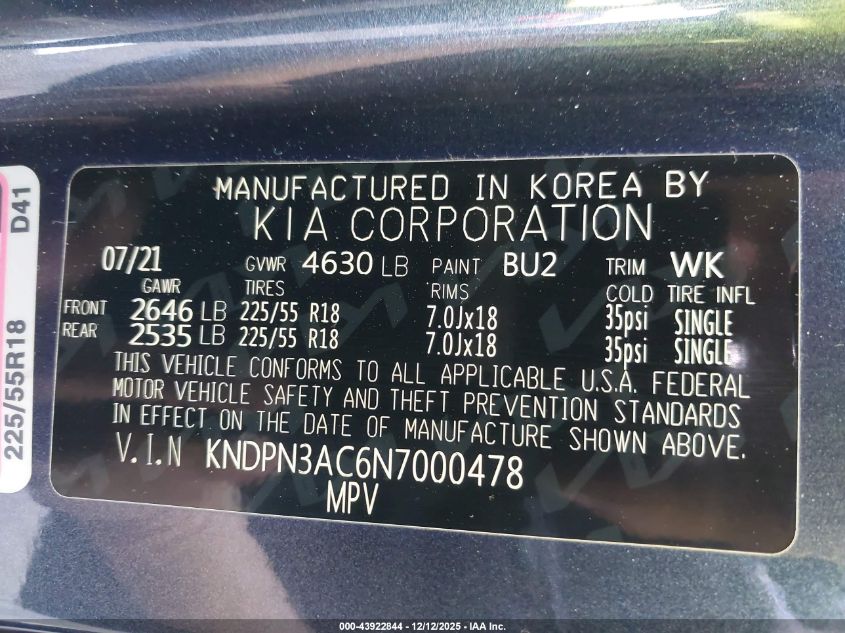 MANUFACTURED IN KOREA BY
KIA CORPORATION
07/21 GVWR 4630 LB PAINT BU2 TRIM WK
GAWR TIRES RIMS COLD TIRE INFL
FRONT 2646 LB 225/55 R18 7.0Jx18 35psi SINGLE
REAR 2535 LB 225/55 R18 7.0Jx18 35psi SINGLE
THIS VEHICLE CONFORMS TO ALL APPLICABLE U.S.A. FEDERAL
MOTOR VEHICLE SAFETY AND THEFT PREVENTION STANDARDS
IN EFFECT ON THE DATE OF MANUFACTURE SHOWN ABOVE.
V.I.N KNDPN3AC6N7000478
MPV
225/55R18 D41
000-43922844 - 12/12/2025 - IAA Inc.